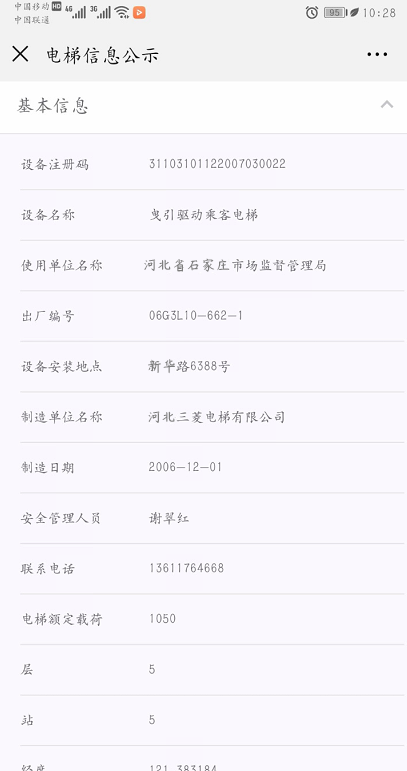 中国移动 HD 4G 3G 95 10:28
中国联通
电梯信息公示
基本信息
设备注册码 31103101122007030022
设备名称 曳引驱动乘客电梯
使用单位名称 河北省石家庄市场监督管理局
出厂编号 06G3L10-662-1
设备安装地点 新华路6388号
制造单位名称 河北三菱电梯有限公司
制造日期 2006-12-01
安全管理人员 谢翠红
联系电话 13611764668
电梯额定载荷 1050
层 5
站 5
经度 121.383184